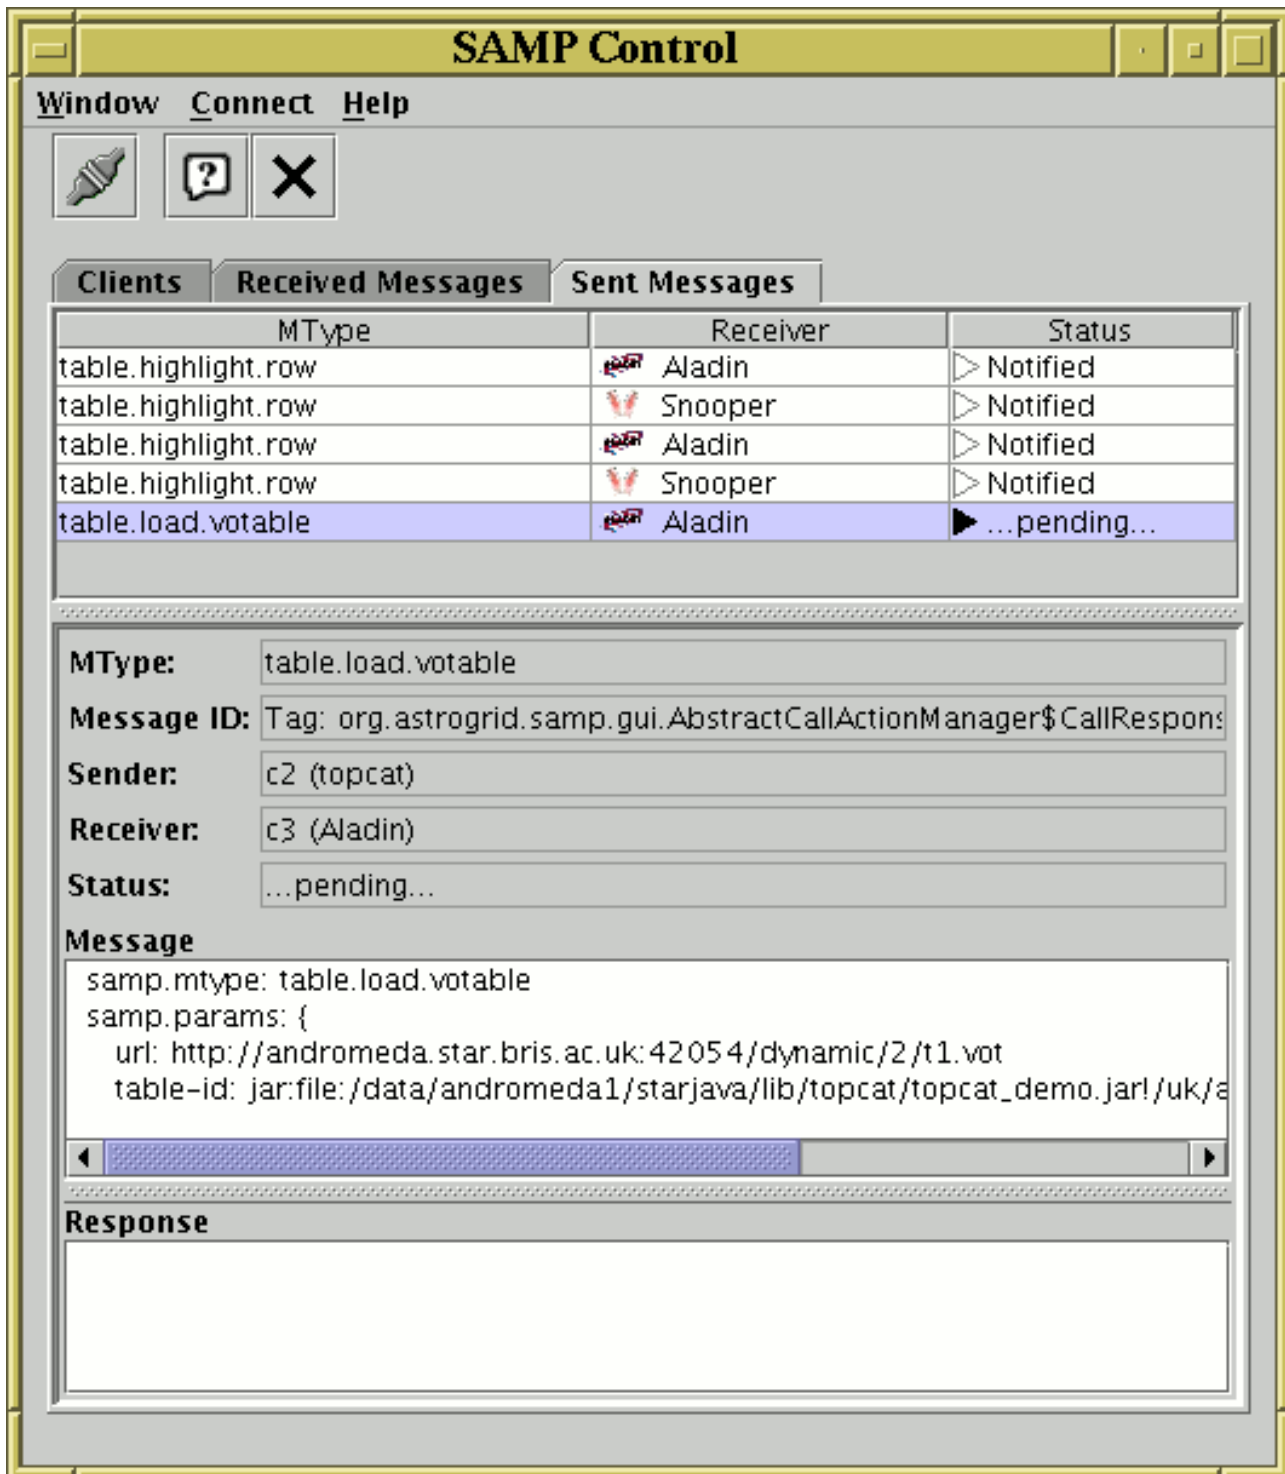 SAMP Control
Window Connect Help
?
Clients Received Messages Sent Messages
MType Receiver Status
table.highlight.row Aladin Notified
table.highlight.row Snooper Notified
table.highlight.row Aladin Notified
table.highlight.row Snooper Notified
table.load.votable Aladin ...pending...
MType: table.load.votable
Message ID: Tag: org.astrogrid.samp.gui.AbstractCallActionManager$CallRespons
Sender: c2 (topcat)
Receiver: c3 (Aladin)
Status: ...pending...
Message
samp.mtype: table.load.votable
samp.params: {
url: http://andromeda.star.bris.ac.uk:42054/dynamic/2/t1.vot
table-id: jar:file:/data/andromeda1/starjava/lib/topcat/topcat_demo.jar!/uk/a
Response